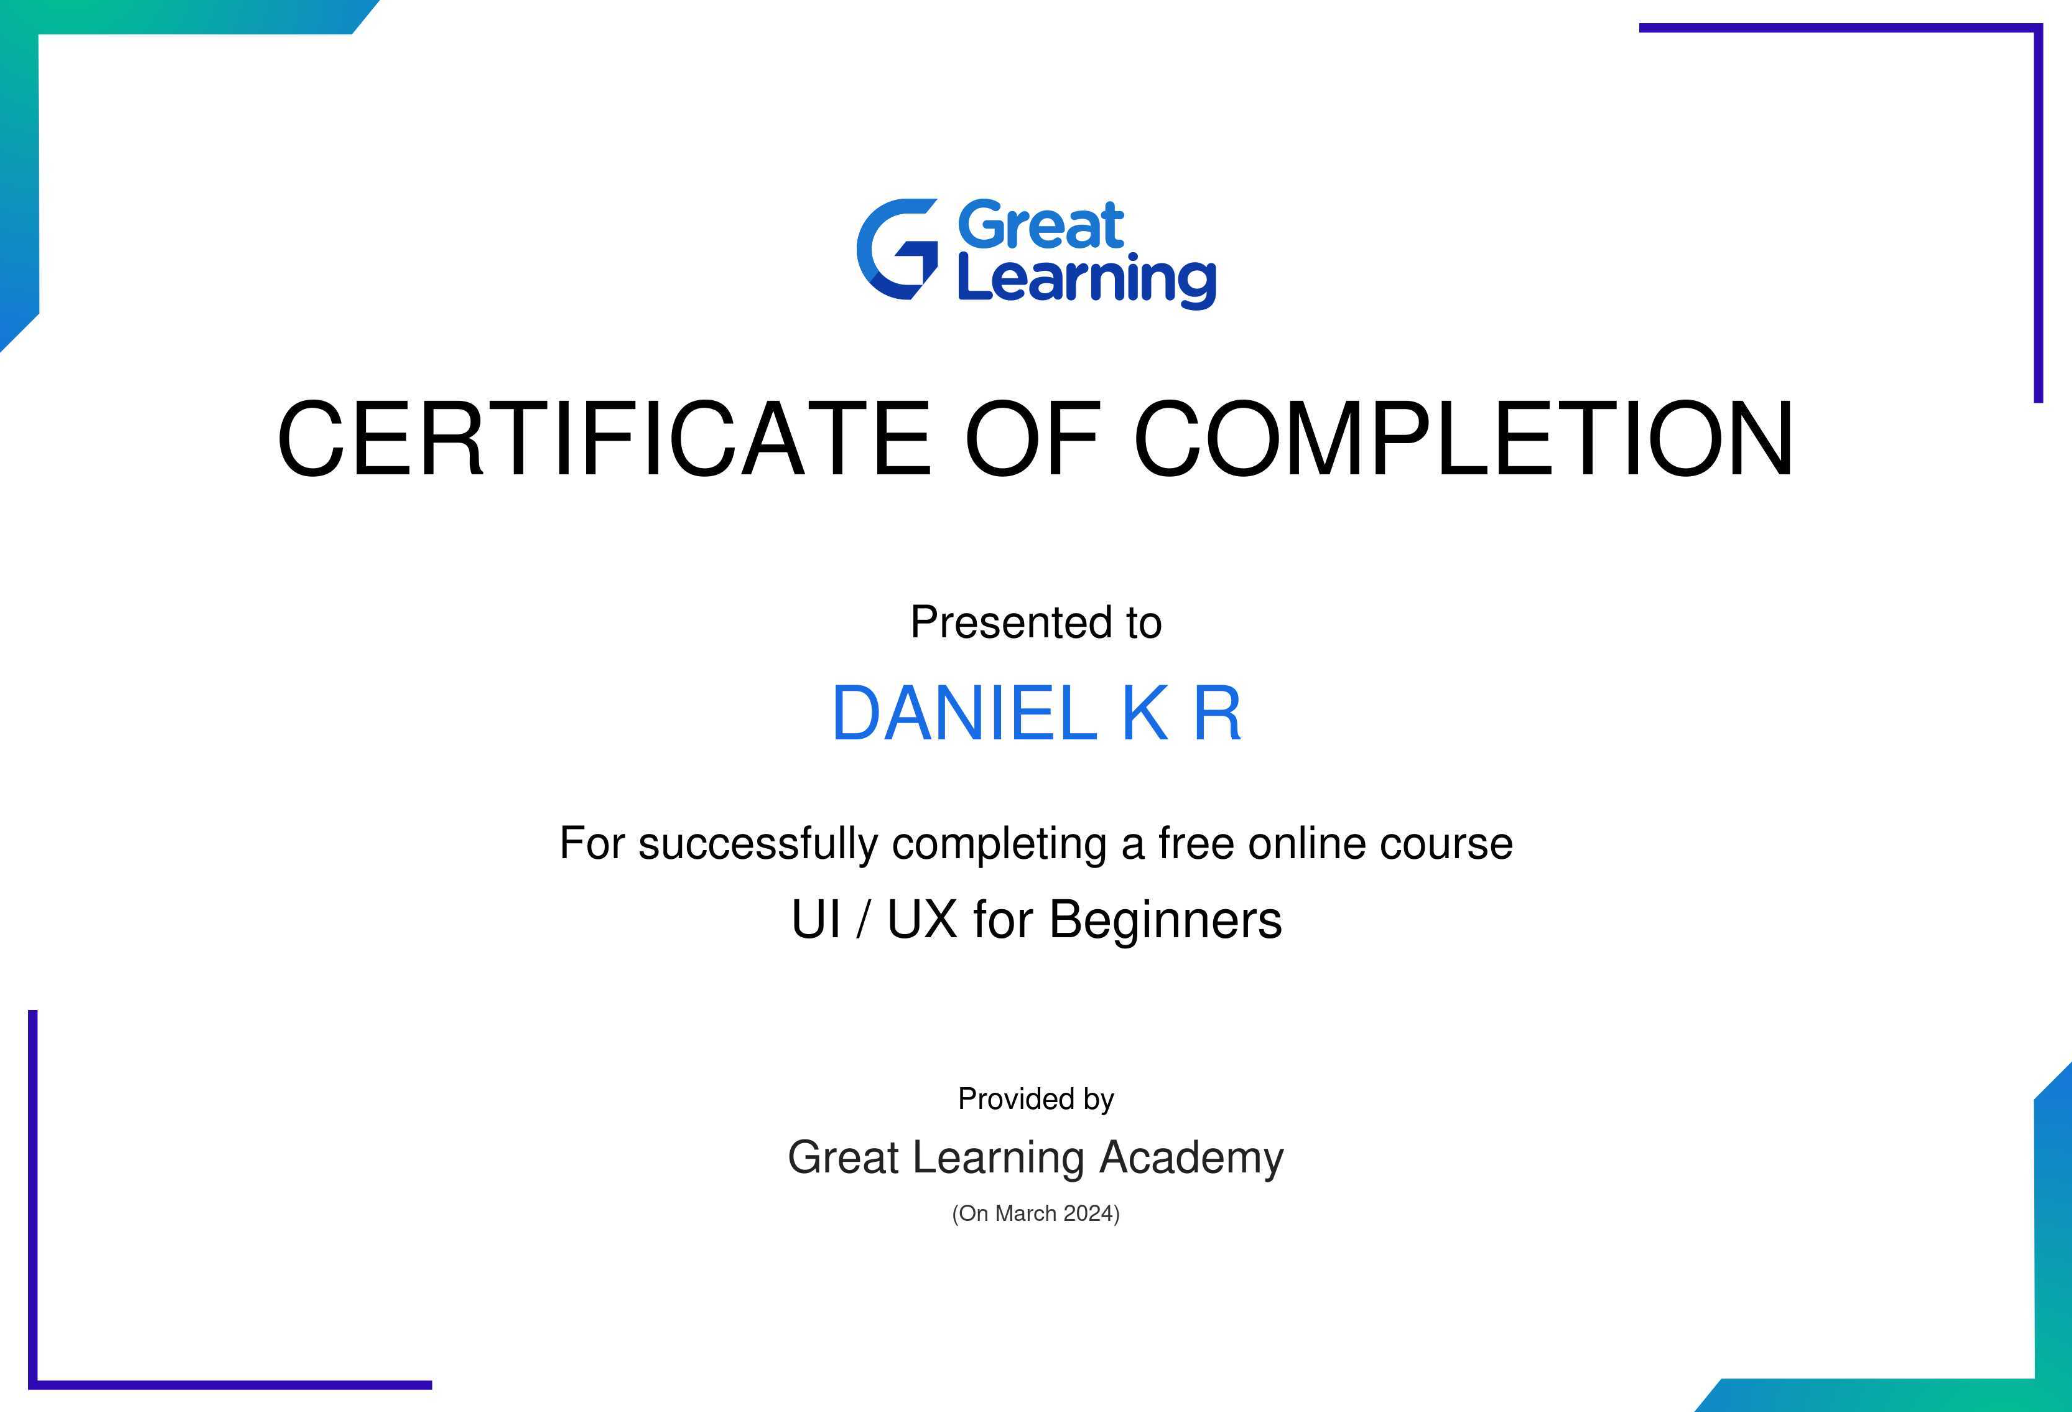 Great
Learning
CERTIFICATE OF COMPLETION
Presented to
DANIEL K R
For successfully completing a free online course
UI / UX for Beginners
Provided by
Great Learning Academy
(On March 2024)